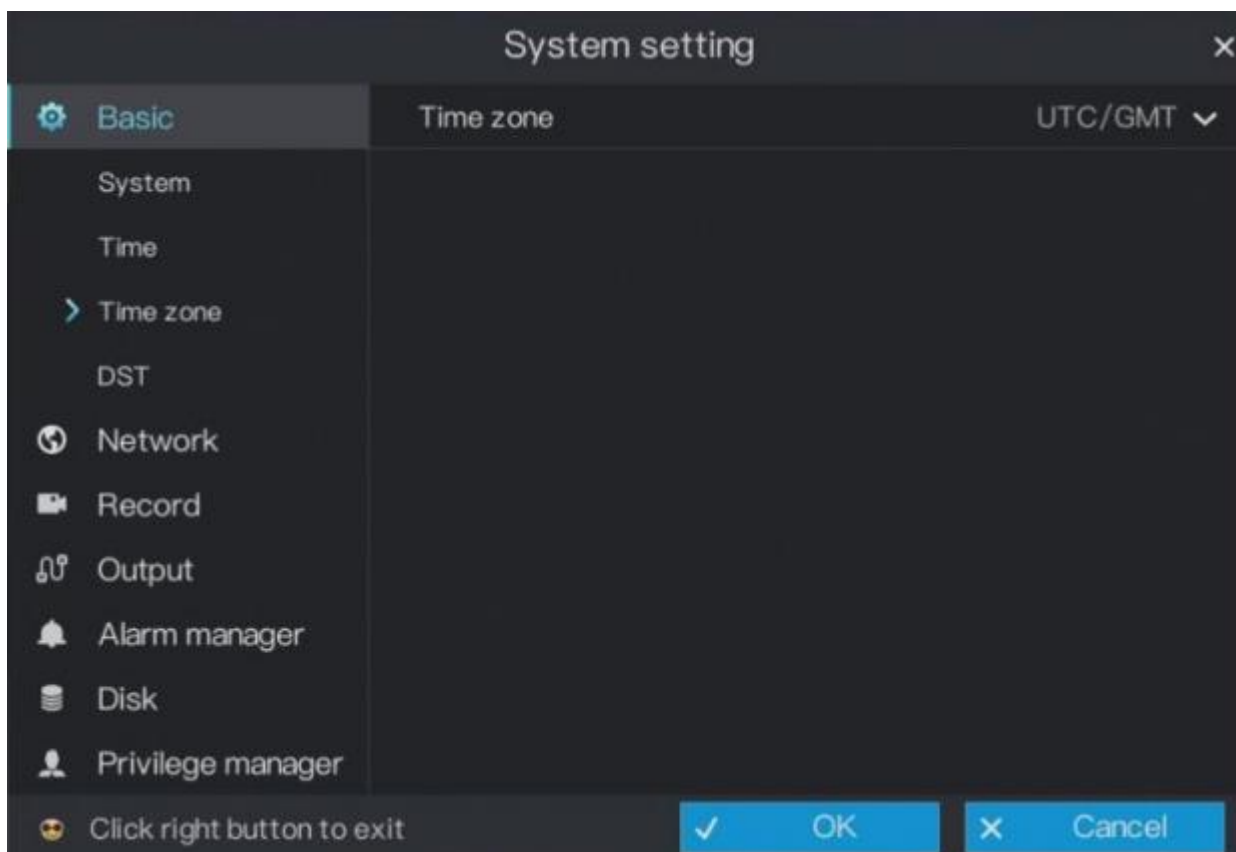 System setting
Basic
Time zone UTC/GMT
System
Time
Time zone
DST
Network
Record
Output
Alarm manager
Disk
Privilege manager
Click right button to exit OK Cancel